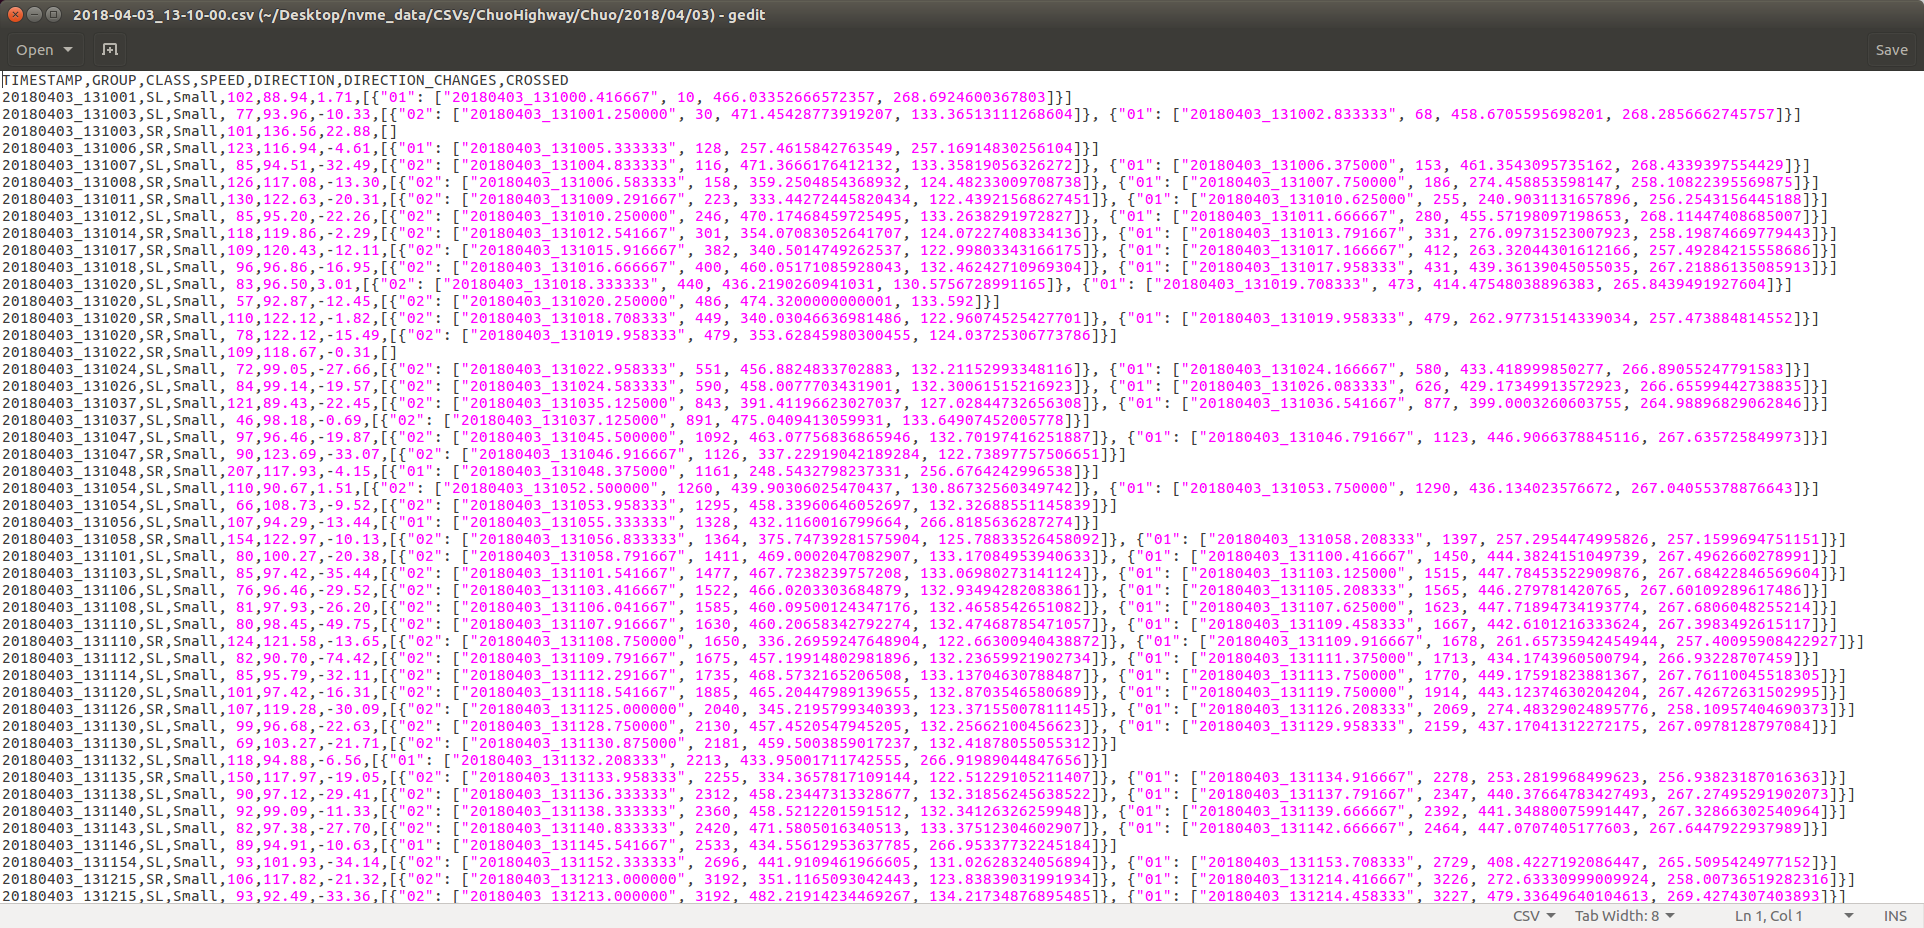 2018-04-03_13-10-00.csv (~/Desktop/nvme_data/CSVs/ChuoHighway/Chuo/2018/04/03) - gedit
Open
Save
TIMESTAMP,GROUP,CLASS,SPEED,DIRECTION,DIRECTION_CHANGES,CROSSED
20180403_131001,SL,Small,102,88.94,1.71,[{"01": ["20180403_131000.416667", 10, 466.03352666572357, 268.6924600367803]}]
20180403_131003,SL,Small, 77,93.96,-10.33,[{"02": ["20180403_131001.250000", 30, 471.45428773919207, 133.36513111268604]}, {"01": ["20180403_131002.833333", 68, 458.6705595698201, 268.2856662745757]}]
20180403_131003,SR,Small,101,136.56,22.88,[]
20180403_131006,SR,Small,123,116.94,-4.61,[{"01": ["20180403_131005.333333", 128, 257.4615842763549, 257.16914830256104]}]
20180403_131007,SL,Small, 85,94.51,-32.49,[{"02": ["20180403_131004.833333", 116, 471.3666176412132, 133.35819056326272]}, {"01": ["20180403_131006.375000", 153, 461.3543095735162, 268.4339397554429]}]
20180403_131008,SR,Small,126,117.08,-13.30,[{"02": ["20180403_131006.583333", 158, 359.2504854368932, 124.48233009708738]}, {"01": ["20180403_131007.750000", 186, 274.458853598147, 258.10822395569875]}]
20180403_131011,SR,Small,130,122.63,-20.31,[{"02": ["20180403_131009.291667", 223, 333.44272445820434, 122.43921568627451]}, {"01": ["20180403_131010.625000", 255, 240.9031131657896, 256.2543156445188]}]
20180403_131012,SL,Small, 85,95.20,-22.26,[{"02": ["20180403_131010.250000", 246, 470.17468459725495, 133.2638291972827]}, {"01": ["20180403_131011.666667", 280, 455.57198097198653, 268.11447408685007]}]
20180403_131014,SR,Small,118,119.86,-2.29,[{"02": ["20180403_131012.541667", 301, 354.07083052641707, 124.07227408334136]}, {"01": ["20180403_131013.791667", 331, 276.09731523007923, 258.19874669779443]}]
20180403_131017,SR,Small,109,120.43,-12.11,[{"02": ["20180403_131015.916667", 382, 340.5014749262537, 122.99803343166175]}, {"01": ["20180403_131017.166667", 412, 263.32044301612166, 257.49284215558686]}]
20180403_131018,SL,Small, 96,96.86,-16.95,[{"02": ["20180403_131016.666667", 400, 460.05171085928043, 132.46242710969304]}, {"01": ["20180403_131017.958333", 431, 439.36139045055035, 267.21886135085913]}]
20180403_131020,SL,Small, 83,96.50,3.01,[{"02": ["20180403_131018.333333", 440, 436.2190260941031, 130.5756728991165]}, {"01": ["20180403_131019.708333", 473, 414.47548038896383, 265.8439491927604]}]
20180403_131020,SL,Small, 57,92.87,-12.45,[{"02": ["20180403_131020.250000", 486, 474.3200000000001, 133.592]}]
20180403_131020,SR,Small,110,122.12,-1.82,[{"02": ["20180403_131018.708333", 449, 340.03046636981486, 122.96074525427701]}, {"01": ["20180403_131019.958333", 479, 262.97731514339034, 257.473884814552]}]
20180403_131020,SR,Small, 78,122.12,-15.49,[{"02": ["20180403_131019.958333", 479, 353.62845980300455, 124.03725306773786]}]
20180403_131022,SR,Small,109,118.67,-0.31,[]
20180403_131024,SL,Small, 72,99.05,-27.66,[{"02": ["20180403_131022.958333", 551, 456.8824833702883, 132.21152993348116]}, {"01": ["20180403_131024.166667", 580, 433.418999850277, 266.89055247791583]}]
20180403_131026,SL,Small, 84,99.14,-19.57,[{"02": ["20180403_131024.583333", 590, 458.0077703431901, 132.30061515216923]}, {"01": ["20180403_131026.083333", 626, 429.17349913572923, 266.65599442738835]}]
20180403_131037,SL,Small,121,89.43,-22.45,[{"02": ["20180403_131035.125000", 843, 391.41196623027037, 127.02844732656308]}, {"01": ["20180403_131036.541667", 877, 399.0003260603755, 264.98896829062846]}]
20180403_131037,SL,Small, 46,98.18,-0.69,[{"02": ["20180403_131037.125000", 891, 475.0409413059931, 133.64907452005778]}]
20180403_131047,SL,Small, 97,96.46,-19.87,[{"02": ["20180403_131045.500000", 1092, 463.07756836865946, 132.70197416251887]}, {"01": ["20180403_131046.791667", 1123, 446.9066378845116, 267.635725849973]}]
20180403_131047,SR,Small, 90,123.69,-33.07,[{"02": ["20180403_131046.916667", 1126, 337.22919042189284, 122.73897757506651]}]
20180403_131048,SR,Small,207,117.93,-4.15,[{"01": ["20180403_131048.375000", 1161, 248.5432798237331, 256.6764242996538]}]
20180403_131054,SL,Small,110,90.67,1.51,[{"02": ["20180403_131052.500000", 1260, 439.90306025470437, 130.86732560349742]}, {"01": ["20180403_131053.750000", 1290, 436.134023576672, 267.04055378876643]}]
20180403_131054,SL,Small, 66,108.73,-9.52,[{"02": ["20180403_131053.958333", 1295, 458.33960646052697, 132.32688551145839]}]
20180403_131056,SL,Small,107,94.29,-13.44,[{"01": ["20180403_131055.333333", 1328, 432.1160016799664, 266.8185636287274]}]
20180403_131058,SR,Small,154,122.97,-10.13,[{"02": ["20180403_131056.833333", 1364, 375.74739281575904, 125.78833526458092]}, {"01": ["20180403_131058.208333", 1397, 257.2954474995826, 257.1599694751151]}]
20180403_131101,SL,Small, 80,100.27,-20.38,[{"02": ["20180403_131058.791667", 1411, 469.0002047082907, 133.17084953940633]}, {"01": ["20180403_131100.416667", 1450, 444.3824151049739, 267.4962660278991]}]
20180403_131103,SL,Small, 85,97.42,-35.44,[{"02": ["20180403_131101.541667", 1477, 467.7238239757208, 133.06980273141124]}, {"01": ["20180403_131103.125000", 1515, 447.78453522909876, 267.68422846569604]}]
20180403_131106,SL,Small, 76,96.46,-29.52,[{"02": ["20180403_131103.416667", 1522, 466.0203303684879, 132.93494282083861]}, {"01": ["20180403_131105.208333", 1565, 446.279781420765, 267.60109289617486]}]
20180403_131108,SL,Small, 81,97.93,-26.20,[{"02": ["20180403_131106.041667", 1585, 460.09500124347176, 132.4658542651082]}, {"01": ["20180403_131107.625000", 1623, 447.71894734193774, 267.6806048255214]}]
20180403_131110,SL,Small, 80,98.45,-49.75,[{"02": ["20180403_131107.916667", 1630, 460.20658342792274, 132.47468785471057]}, {"01": ["20180403_131109.458333", 1667, 442.6101216333624, 267.3983492615117]}]
20180403_131110,SR,Small,124,121.58,-13.65,[{"02": ["20180403_131108.750000", 1650, 336.26959247648904, 122.66300940438872]}, {"01": ["20180403_131109.916667", 1678, 261.65735942454944, 257.40095908422927]}]
20180403_131112,SL,Small, 82,90.70,-74.42,[{"02": ["20180403_131109.791667", 1675, 457.19914802981896, 132.23659921902734]}, {"01": ["20180403_131111.375000", 1713, 434.1743960500794, 266.93228707459]}]
20180403_131114,SL,Small, 85,95.79,-32.11,[{"02": ["20180403_131112.291667", 1735, 468.5732165206508, 133.13704630788487]}, {"01": ["20180403_131113.750000", 1770, 449.17591823881367, 267.76110045518305]}]
20180403_131120,SL,Small,101,97.42,-16.31,[{"02": ["20180403_131118.541667", 1885, 465.20447989139655, 132.8703546580689]}, {"01": ["20180403_131119.750000", 1914, 443.12374630204204, 267.42672631502995]}]
20180403_131126,SR,Small,107,119.28,-30.09,[{"02": ["20180403_131125.000000", 2040, 345.2195799340393, 123.37155007811145]}, {"01": ["20180403_131126.208333", 2069, 274.48329024895776, 258.10957404690373]}]
20180403_131130,SL,Small, 99,96.68,-22.63,[{"02": ["20180403_131128.750000", 2130, 457.4520547945205, 132.25662100456623]}, {"01": ["20180403_131129.958333", 2159, 437.17041312272175, 267.0978128797084]}]
20180403_131130,SL,Small, 69,103.27,-21.71,[{"02": ["20180403_131130.875000", 2181, 459.5003859017237, 132.41878055055312]}]
20180403_131132,SL,Small,118,94.88,-6.56,[{"01": ["20180403_131132.208333", 2213, 433.95001711742555, 266.91989044847656]}]
20180403_131135,SR,Small,150,117.97,-19.05,[{"02": ["20180403_131133.958333", 2255, 334.3657817109144, 122.51229105211407]}, {"01": ["20180403_131134.916667", 2278, 253.2819968499623, 256.93823187016363]}]
20180403_131138,SL,Small, 90,97.12,-29.41,[{"02": ["20180403_131136.333333", 2312, 458.23447313328677, 132.31856245638522]}, {"01": ["20180403_131137.791667", 2347, 440.37664783427493, 267.27495291902073]}]
20180403_131140,SL,Small, 92,99.09,-11.33,[{"02": ["20180403_131138.333333", 2360, 458.5212201591512, 132.34126326259948]}, {"01": ["20180403_131139.666667", 2392, 441.34880075991447, 267.32866302540964]}]
20180403_131143,SL,Small, 82,97.38,-27.70,[{"02": ["20180403_131140.833333", 2420, 471.5805016340513, 133.37512304602907]}, {"01": ["20180403_131142.666667", 2464, 447.0707405177603, 267.6447922937989]}]
20180403_131146,SL,Small, 89,94.91,-10.63,[{"01": ["20180403_131145.541667", 2533, 434.55612953637785, 266.95337732245184]}]
20180403_131154,SL,Small, 93,101.93,-34.14,[{"02": ["20180403_131152.333333", 2696, 441.9109461966605, 131.02628324056894]}, {"01": ["20180403_131153.708333", 2729, 408.4227192086447, 265.5095424977152]}]
20180403_131215,SR,Small,106,117.82,-21.32,[{"02": ["20180403_131213.000000", 3192, 351.1165093042443, 123.83839031991934]}, {"01": ["20180403_131214.416667", 3226, 272.63330999009924, 258.00736519282316]}]
20180403_131215,SL,Small, 93,92.49,-33.36,[{"02": ["20180403_131213.000000", 3192, 482.21914234469267, 134.21734876895485]}, {"01": ["20180403_131214.458333", 3227, 479.33649640104613, 269.4274307403893]}]
CSV Tab Width: 8 Ln 1, Col 1 INS